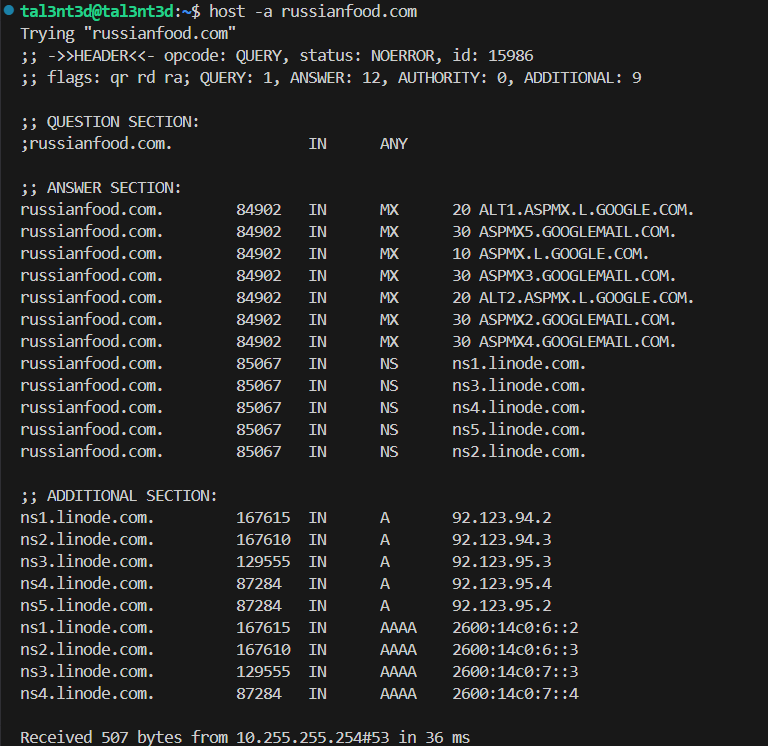 tal3nt3d@tal3nt3d:~$ host -a russianfood.com
Trying "russianfood.com"
;; ->>HEADER<<- opcode: QUERY, status: NOERROR, id: 15986
;; flags: qr rd ra; QUERY: 1, ANSWER: 12, AUTHORITY: 0, ADDITIONAL: 9

;; QUESTION SECTION:
;russianfood.com. IN ANY

;; ANSWER SECTION:
russianfood.com. 84902 IN MX 20 ALT1.ASPMX.L.GOOGLE.COM.
russianfood.com. 84902 IN MX 30 ASPMX5.GOOGLEMAIL.COM.
russianfood.com. 84902 IN MX 10 ASPMX.L.GOOGLE.COM.
russianfood.com. 84902 IN MX 30 ASPMX3.GOOGLEMAIL.COM.
russianfood.com. 84902 IN MX 20 ALT2.ASPMX.L.GOOGLE.COM.
russianfood.com. 84902 IN MX 30 ASPMX2.GOOGLEMAIL.COM.
russianfood.com. 84902 IN MX 30 ASPMX4.GOOGLEMAIL.COM.
russianfood.com. 85067 IN NS ns1.linode.com.
russianfood.com. 85067 IN NS ns3.linode.com.
russianfood.com. 85067 IN NS ns4.linode.com.
russianfood.com. 85067 IN NS ns5.linode.com.
russianfood.com. 85067 IN NS ns2.linode.com.

;; ADDITIONAL SECTION:
ns1.linode.com. 167615 IN A 92.123.94.2
ns2.linode.com. 167610 IN A 92.123.94.3
ns3.linode.com. 129555 IN A 92.123.95.3
ns4.linode.com. 87284 IN A 92.123.95.4
ns5.linode.com. 87284 IN A 92.123.95.2
ns1.linode.com. 167615 IN AAAA 2600:14c0:6::2
ns2.linode.com. 167610 IN AAAA 2600:14c0:6::3
ns3.linode.com. 129555 IN AAAA 2600:14c0:7::3
ns4.linode.com. 87284 IN AAAA 2600:14c0:7::4

Received 507 bytes from 10.255.255.254#53 in 36 ms